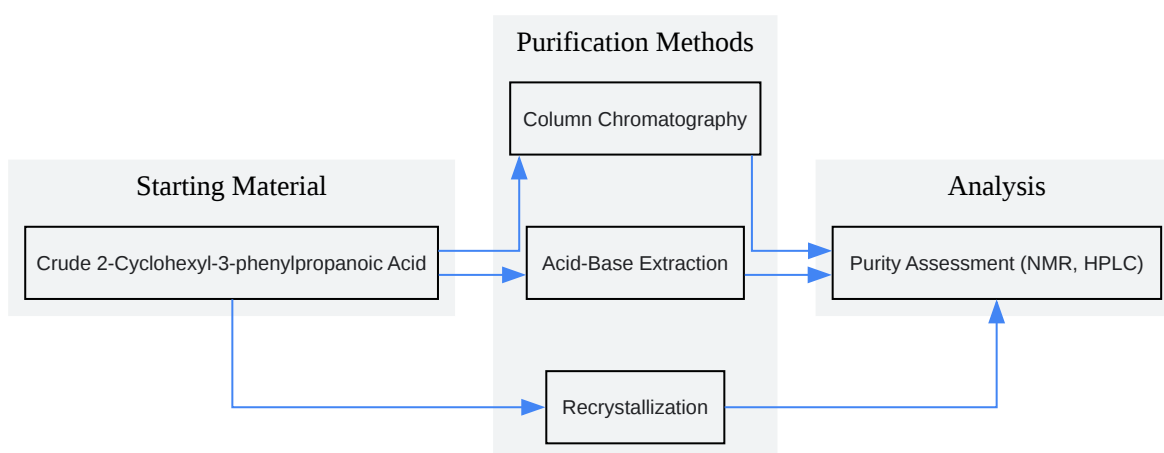 Starting Material
Crude 2-Cyclohexyl-3-phenylpropanoic Acid
Purification Methods
Column Chromatography
Acid-Base Extraction
Recrystallization
Analysis
Purity Assessment (NMR, HPLC)